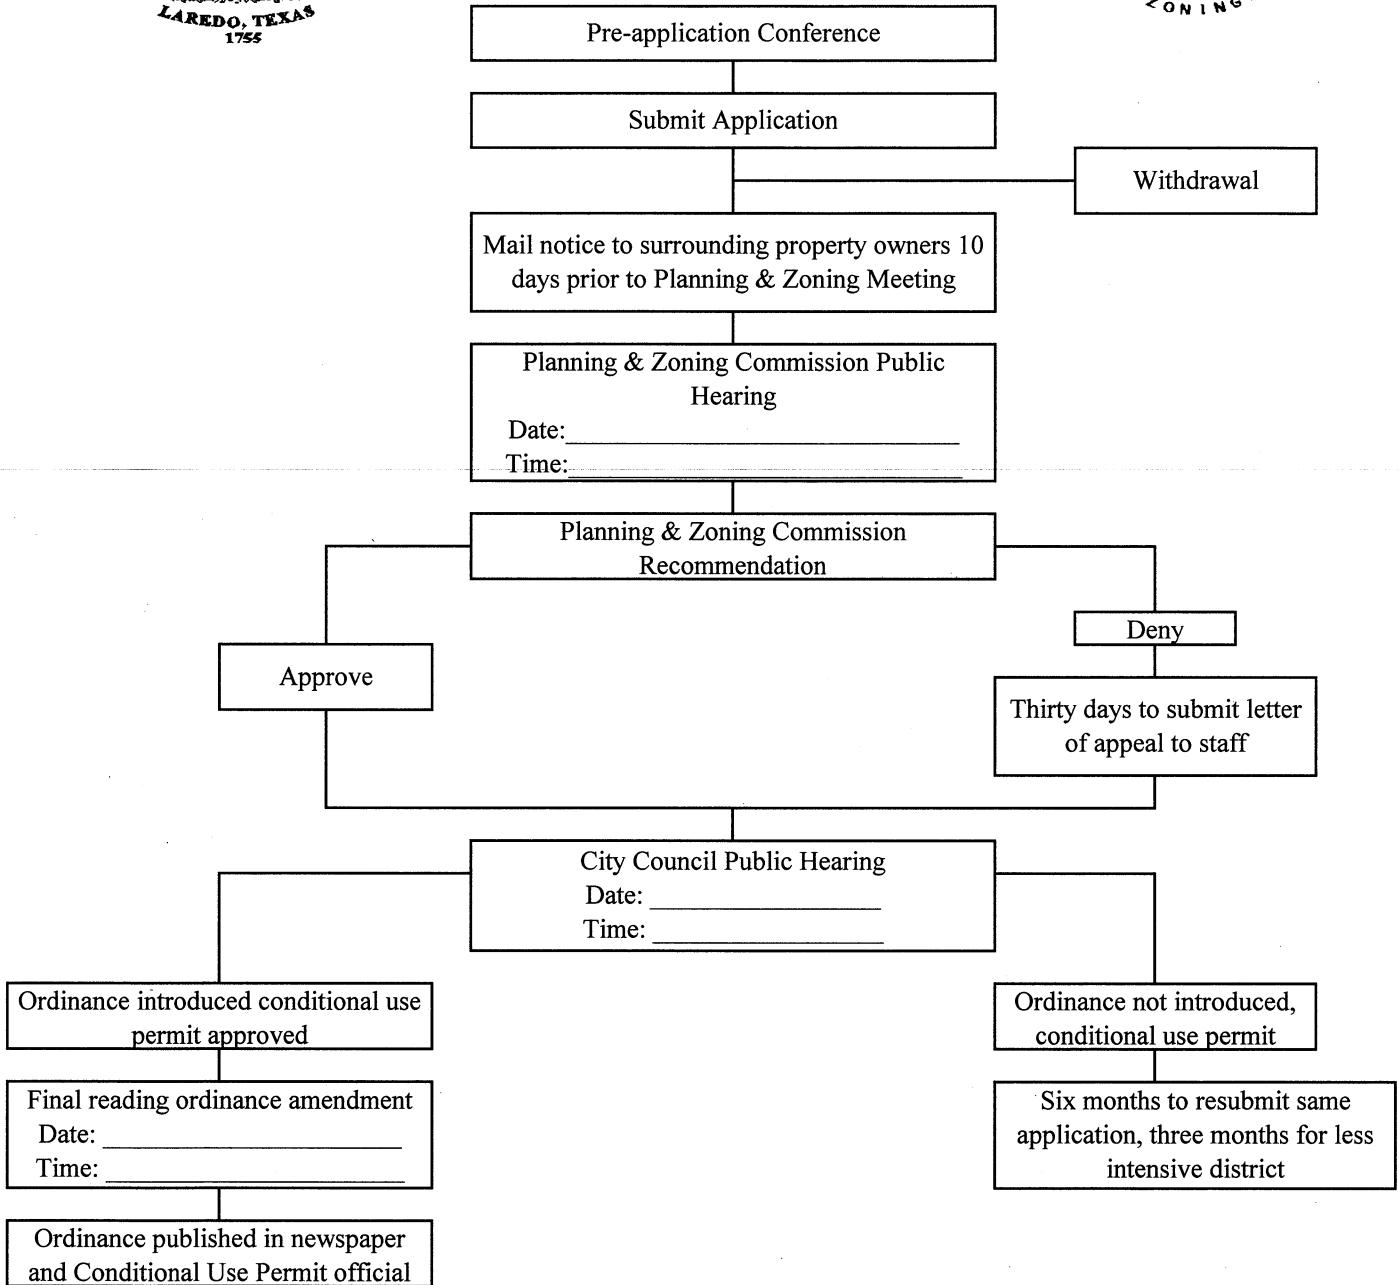 LAREDO, TEXAS
1755
ZONING
Pre-application Conference
Submit Application
Withdrawal
Mail notice to surrounding property owners 10
days prior to Planning & Zoning Meeting
Planning & Zoning Commission Public
Hearing
Date:
Time:
Planning & Zoning Commission
Recommendation
Approve
Deny
Thirty days to submit letter
of appeal to staff
City Council Public Hearing
Date:
Time:
Ordinance introduced conditional use
permit approved
Ordinance not introduced,
conditional use permit
Final reading ordinance amendment
Date:
Time:
Six months to resubmit same
application, three months for less
intensive district
Ordinance published in newspaper
and Conditional Use Permit official